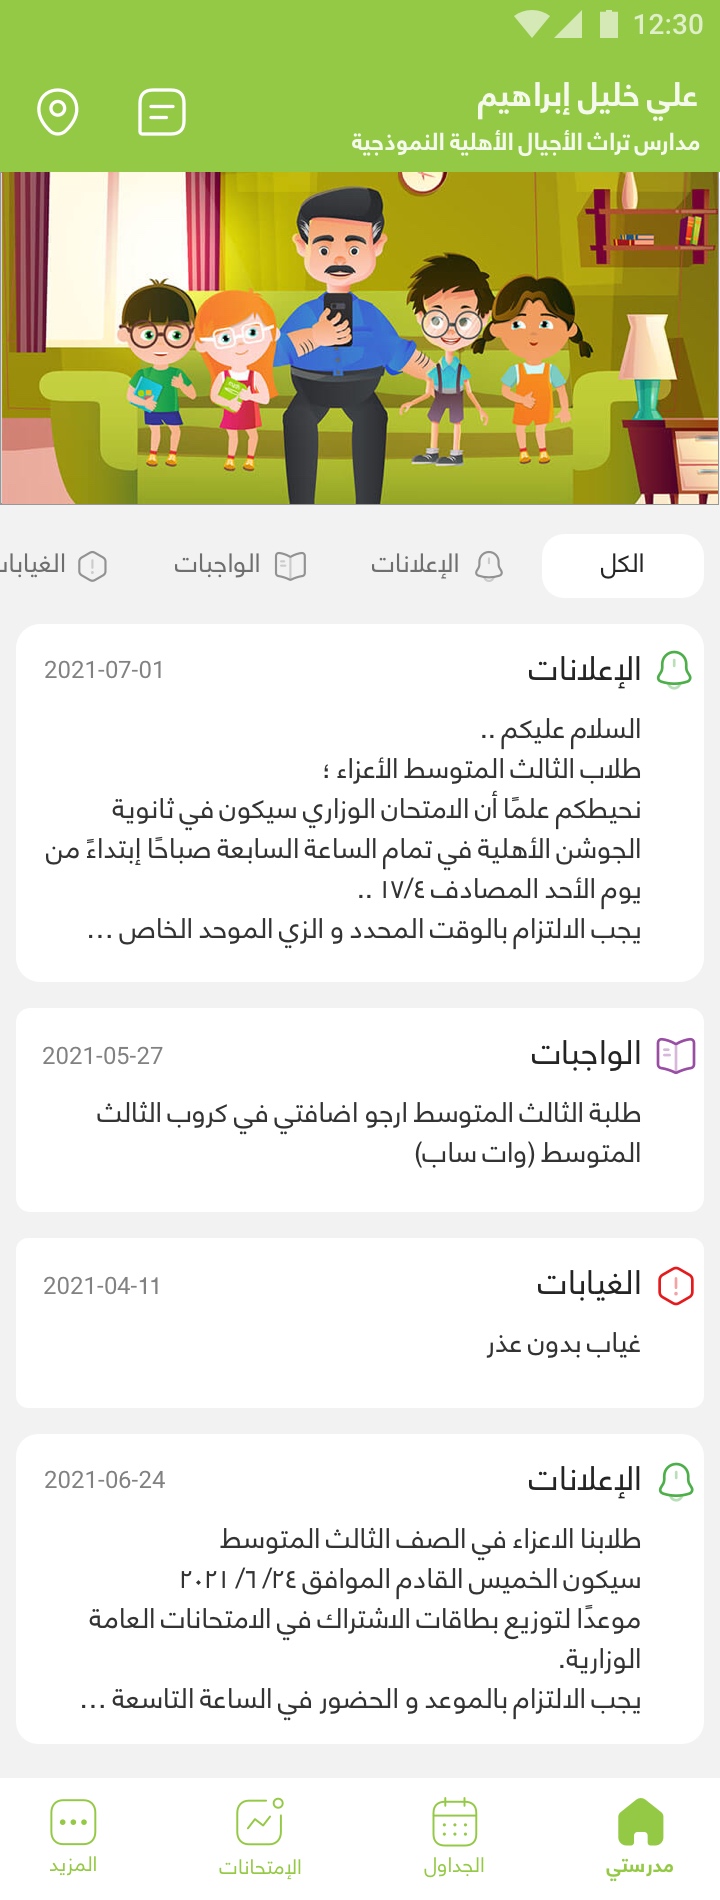 12:30
علي خليل إبراهيم
مدارس تراث الأجيال الأهلية النموذجية
الكل
الإعلانات
الواجبات
الغيابات
الإعلانات
2021-07-01
السلام عليكم ..
طلاب الثالث المتوسط الأعزاء ؛
نحيطكم علمًا أن الامتحان الوزاري سيكون في ثانوية
الجوشن الأهلية في تمام الساعة السابعة صباحًا إبتداءً من
يوم الأحد المصادف ١٧/٤ ..
يجب الالتزام بالوقت المحدد و الزي الموحد الخاص ...
الواجبات
2021-05-27
طلبة الثالث المتوسط ارجو اضافتي في كروب الثالث
المتوسط (وات ساب)
الغيابات
2021-04-11
غياب بدون عذر
الإعلانات
2021-06-24
طلابنا الاعزاء في الصف الثالث المتوسط
سيكون الخميس القادم الموافق ٢٤/ ٦/ ٢٠٢١
موعدًا لتوزيع بطاقات الاشتراك في الامتحانات العامة
الوزارية.
يجب الالتزام بالموعد و الحضور في الساعة التاسعة ...
مدرستي
الجداول
الإمتحانات
المزيد